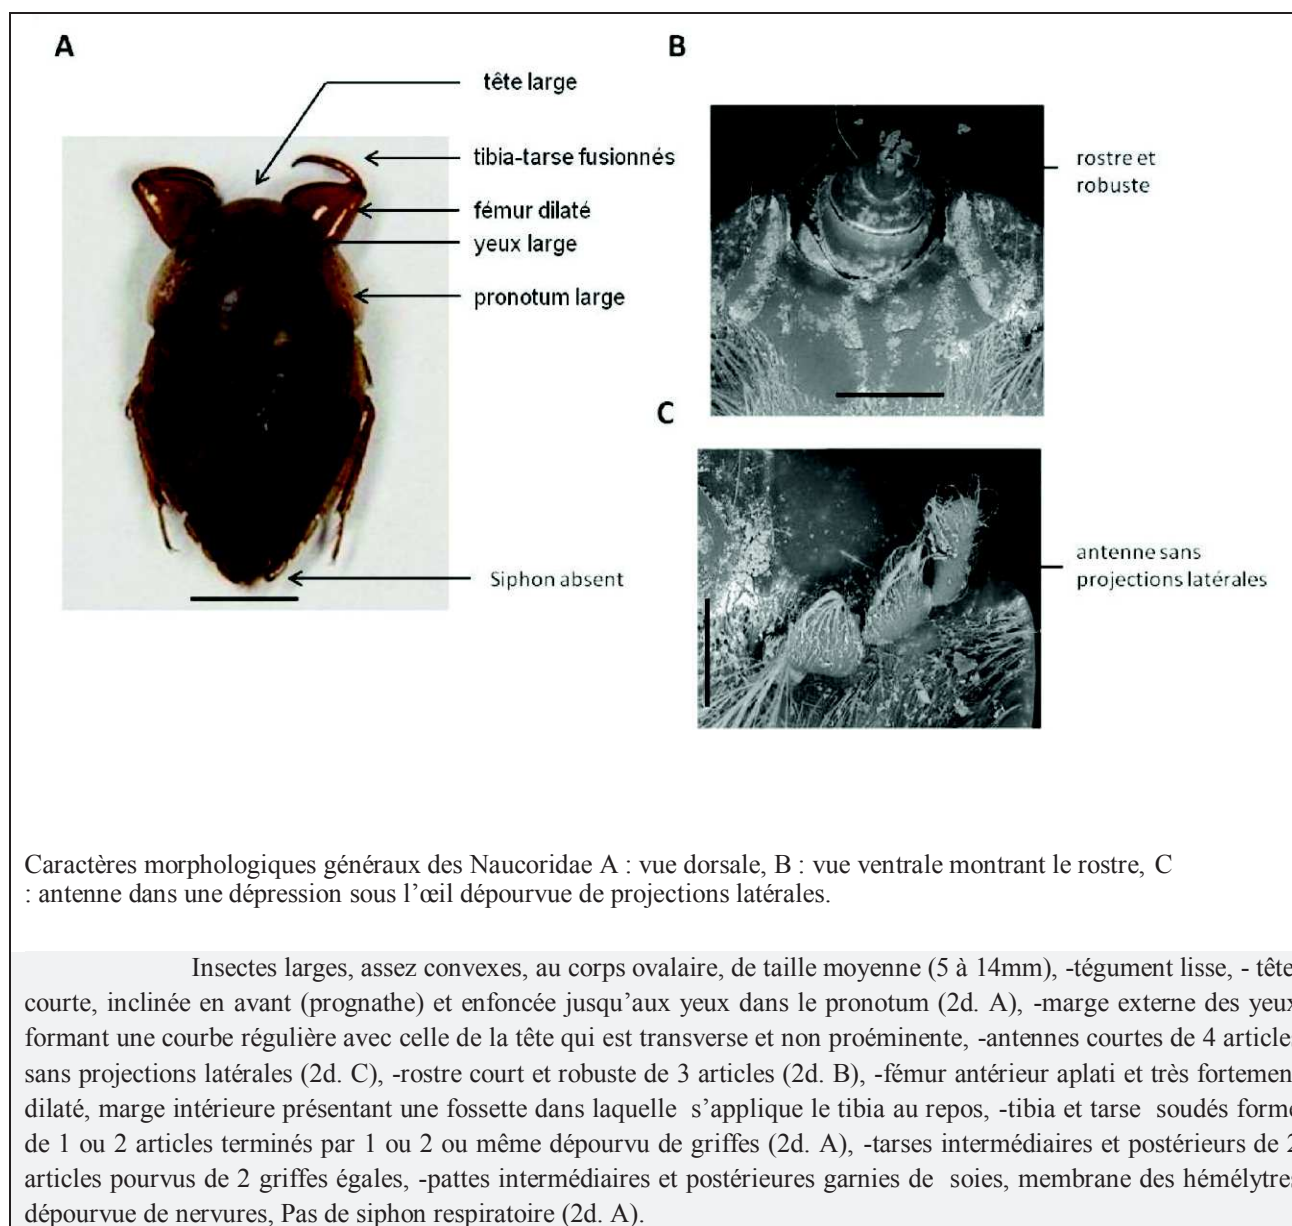 A
tête large
tibia-tarse fusionnés
fémur dilaté
yeux large
pronotum large
Siphon absent
B
rostre et
robuste
C
antenne sans
projections latérales
Caractères morphologiques généraux des Naucoridae A : vue dorsale, B : vue ventrale montrant le rostre, C
: antenne dans une dépression sous l’œil dépourvue de projections latérales.
Insectes larges, assez convexes, au corps ovalaire, de taille moyenne (5 à 14mm), -tégument lisse, - tête
courte, inclinée en avant (prognathe) et enfoncée jusqu’aux yeux dans le pronotum (2d. A), -marge externe des yeux
formant une courbe régulière avec celle de la tête qui est transverse et non proéminente, -antennes courtes de 4 article
sans projections latérales (2d. C), -rostre court et robuste de 3 articles (2d. B), -fémur antérieur aplati et très fortemen
dilaté, marge intérieure présentant une fossette dans laquelle s’applique le tibia au repos, -tibia et tarse soudés forme
de 1 ou 2 articles terminés par 1 ou 2 ou même dépourvu de griffes (2d. A), -tarses intermédiaires et postérieurs de 2
articles pourvus de 2 griffes égales, -pattes intermédiaires et postérieures garnies de soies, membrane des hémélytres
dépourvue de nervures, Pas de siphon respiratoire (2d. A).